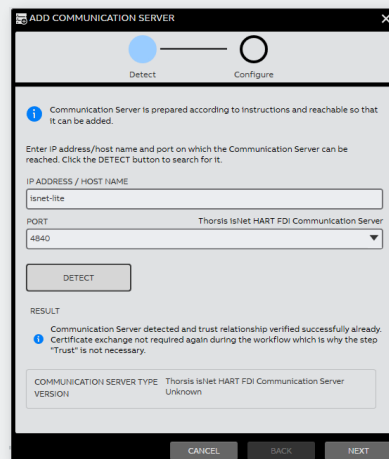 ADD COMMUNICATION SERVER
Detect
Configure
Communication Server is prepared according to instructions and reachable so that
it can be added.
Enter IP address/host name and port on which the Communication Server can be
reached. Click the DETECT button to search for it.
IP ADDRESS / HOST NAME
isnet-lite
PORT
Thorsis isNet HART FDI Communication Server
4840
DETECT
RESULT
Communication Server detected and trust relationship verified successfully already.
Certificate exchange not required again during the workflow which is why the step
"Trust" is not necessary.
COMMUNICATION SERVER TYPE Thorsis isNet HART FDI Communication Server
VERSION Unknown
CANCEL
BACK
NEXT